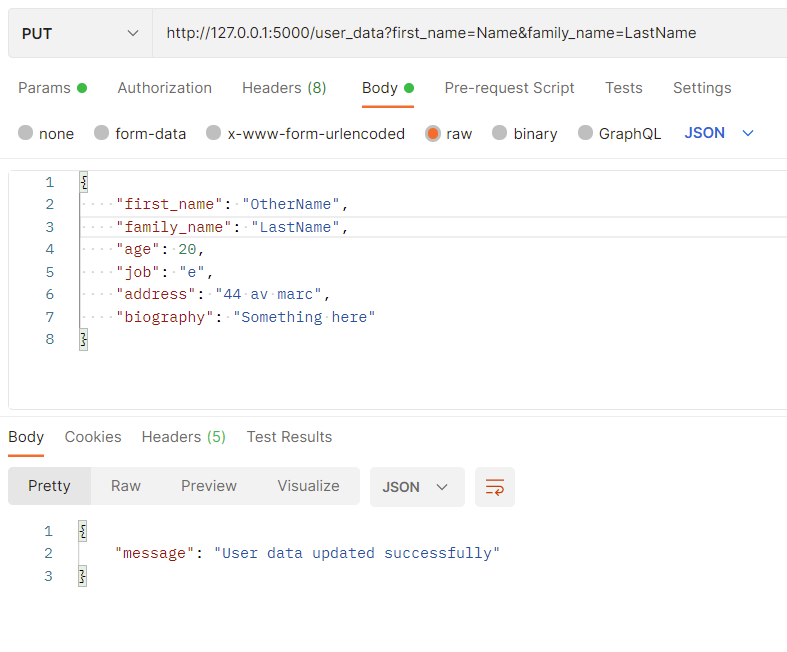 PUT http://127.0.0.1:5000/user_data?first_name=Name&family_name=LastName
Params Authorization Headers (8) Body Pre-request Script Tests Settings
none form-data x-www-form-urlencoded raw binary GraphQL JSON
1 {
2 "first_name": "OtherName",
3 "family_name": "LastName",
4 "age": 20,
5 "job": "e",
6 "address": "44 av marc",
7 "biography": "Something here"
8 }
Body Cookies Headers (5) Test Results
Pretty Raw Preview Visualize JSON
1 {
2 "message": "User data updated successfully"
3 }